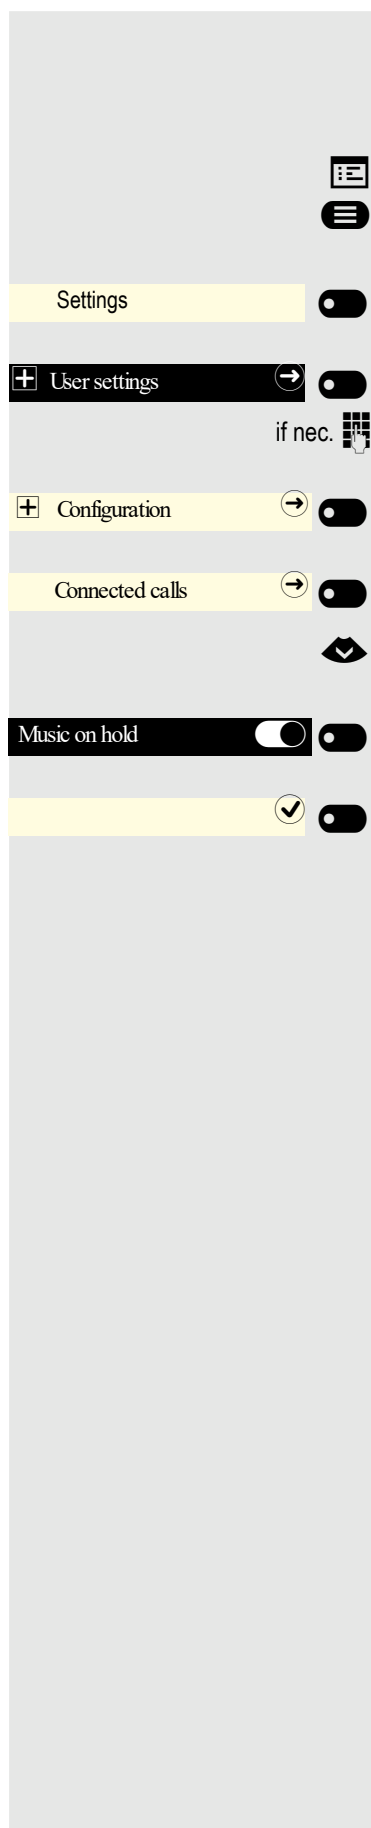 Settings
User settings
if nec.
Configuration
Connected calls
Music on hold